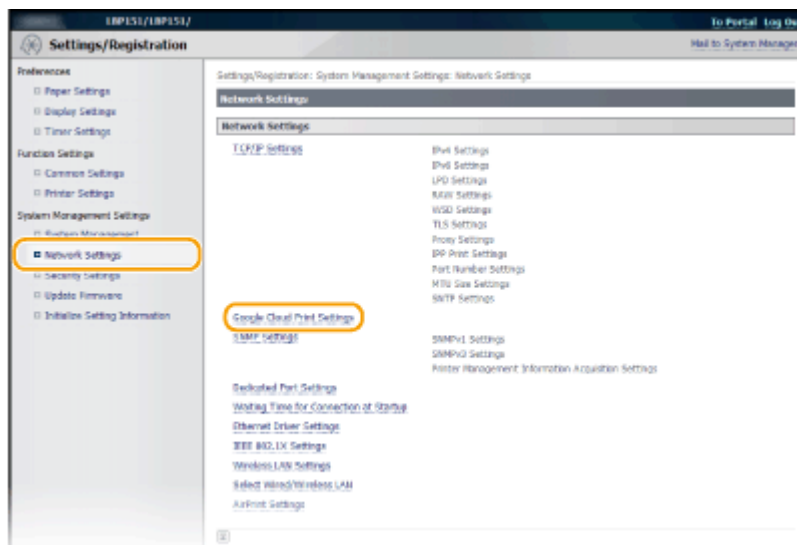 LBP151/LBP151/
To Portal Log Ou
Settings/Registration
Mail to System Manager
Preferences
Paper Settings
Display Settings
Timer Settings
Function Settings
Common Settings
Printer Settings
System Management Settings
System Management
Network Settings
Security Settings
Update Firmware
Initialize Setting Information
Settings/Registration: System Management Settings: Network Settings
Network Settings
Network Settings
TCP/IP Settings
IPv4 Settings
IPv6 Settings
LPD Settings
RAW Settings
WSD Settings
TLS Settings
Proxy Settings
IPP Print Settings
Port Number Settings
MTU Size Settings
SNTP Settings
Google Cloud Print Settings
SNMP Settings
SNMPv1 Settings
SNMPv3 Settings
Printer Management Information Acquisition Settings
Dedicated Port Settings
Waiting Time for Connection at Startup
Ethernet Driver Settings
IEEE 802.1X Settings
Wireless LAN Settings
Select Wired/Wireless LAN
AirPrint Settings